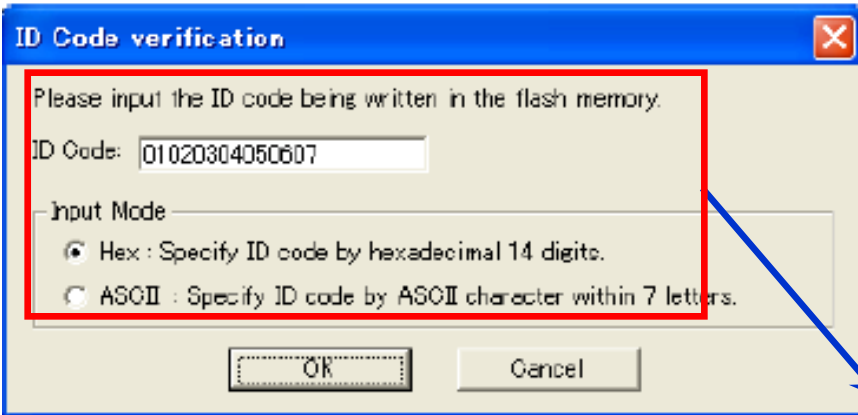 ID Code verification
Please input the ID code being written in the flash memory.
ID Code: 01020304050607
Input Mode
Hex : Specify ID code by hexadecimal 14 digits.
ASCII : Specify ID code by ASCII character within 7 letters.
OK Cancel